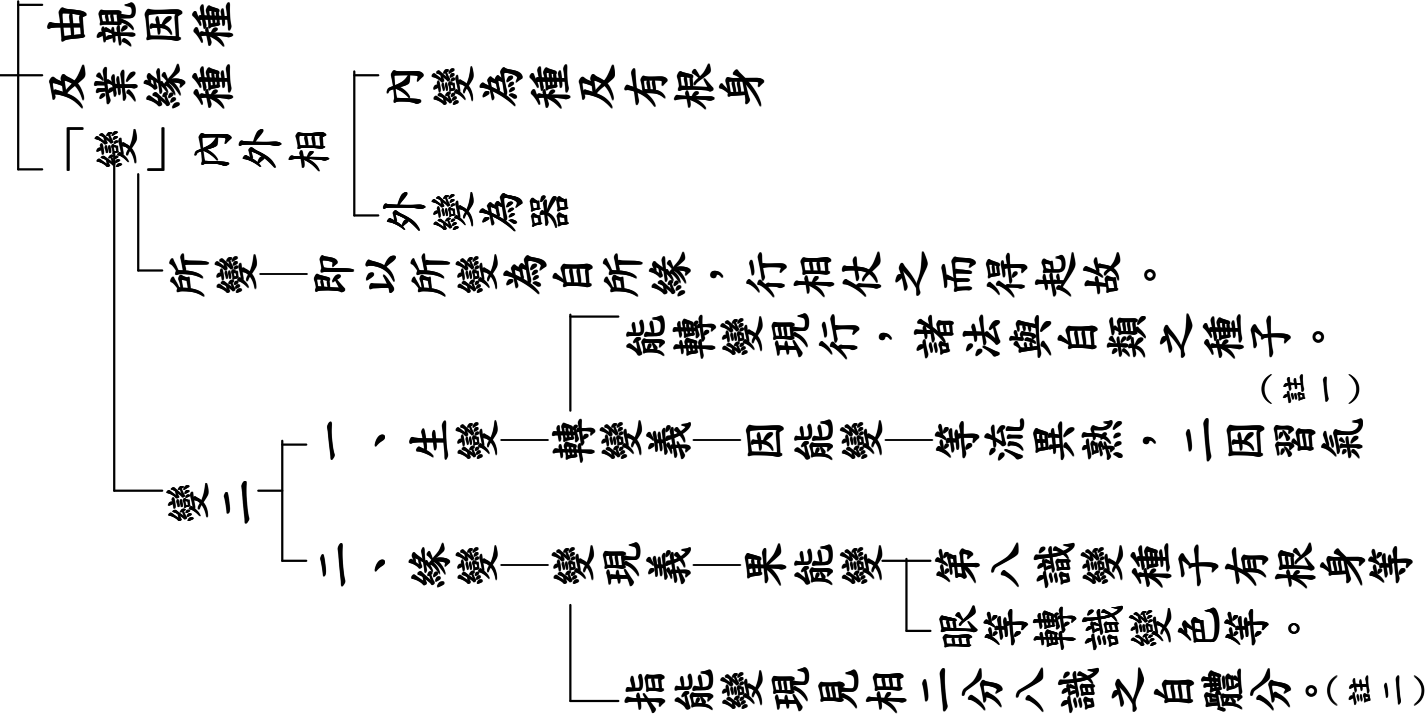 由親因種
及業緣種
「變」內外相
內變為種及有根身
外變為器
所變—即以所變為自所緣，行相仗之而得起故。
能轉變現行，諸法與自類之種子。
（註一）
變二
一、生變—轉變義—因能變—等流異熟，二因習氣
二、緣變—變現義—果能變—第八識變種子有根身等
眼等轉識變色等。
指能變現見相二分八識之自體分。（註二）